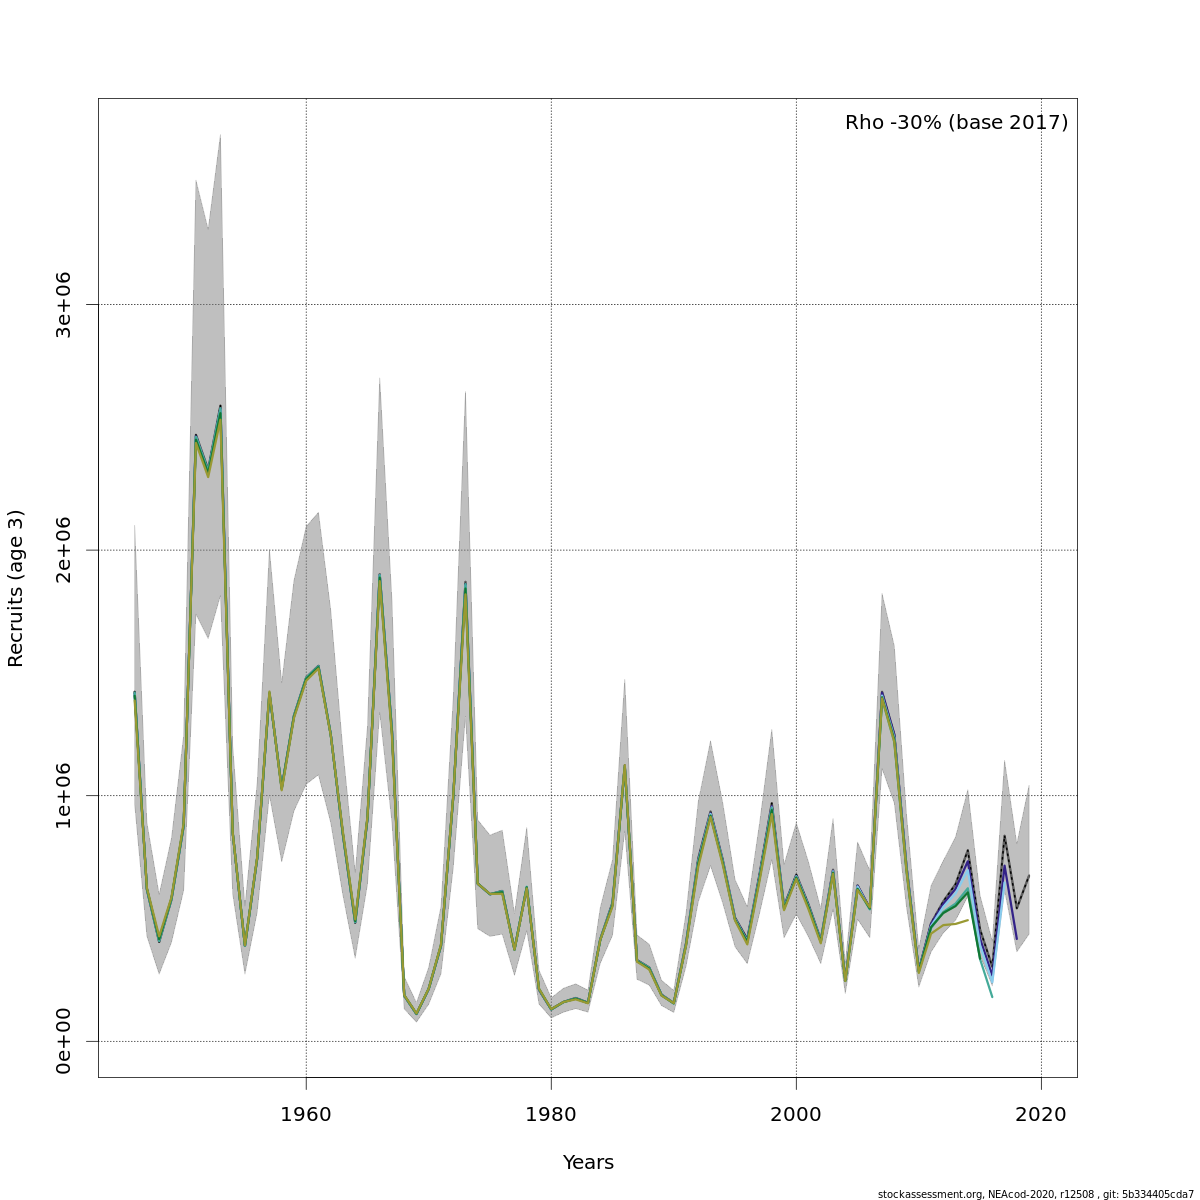 Rho -30% (base 2017)
3e+06
2e+06
1e+06
0e+00
Recruits (age 3)
1960 1980 2000 2020
Years
stockassessment.org, NEAcod-2020, r12508 , git: 5b334405cda7